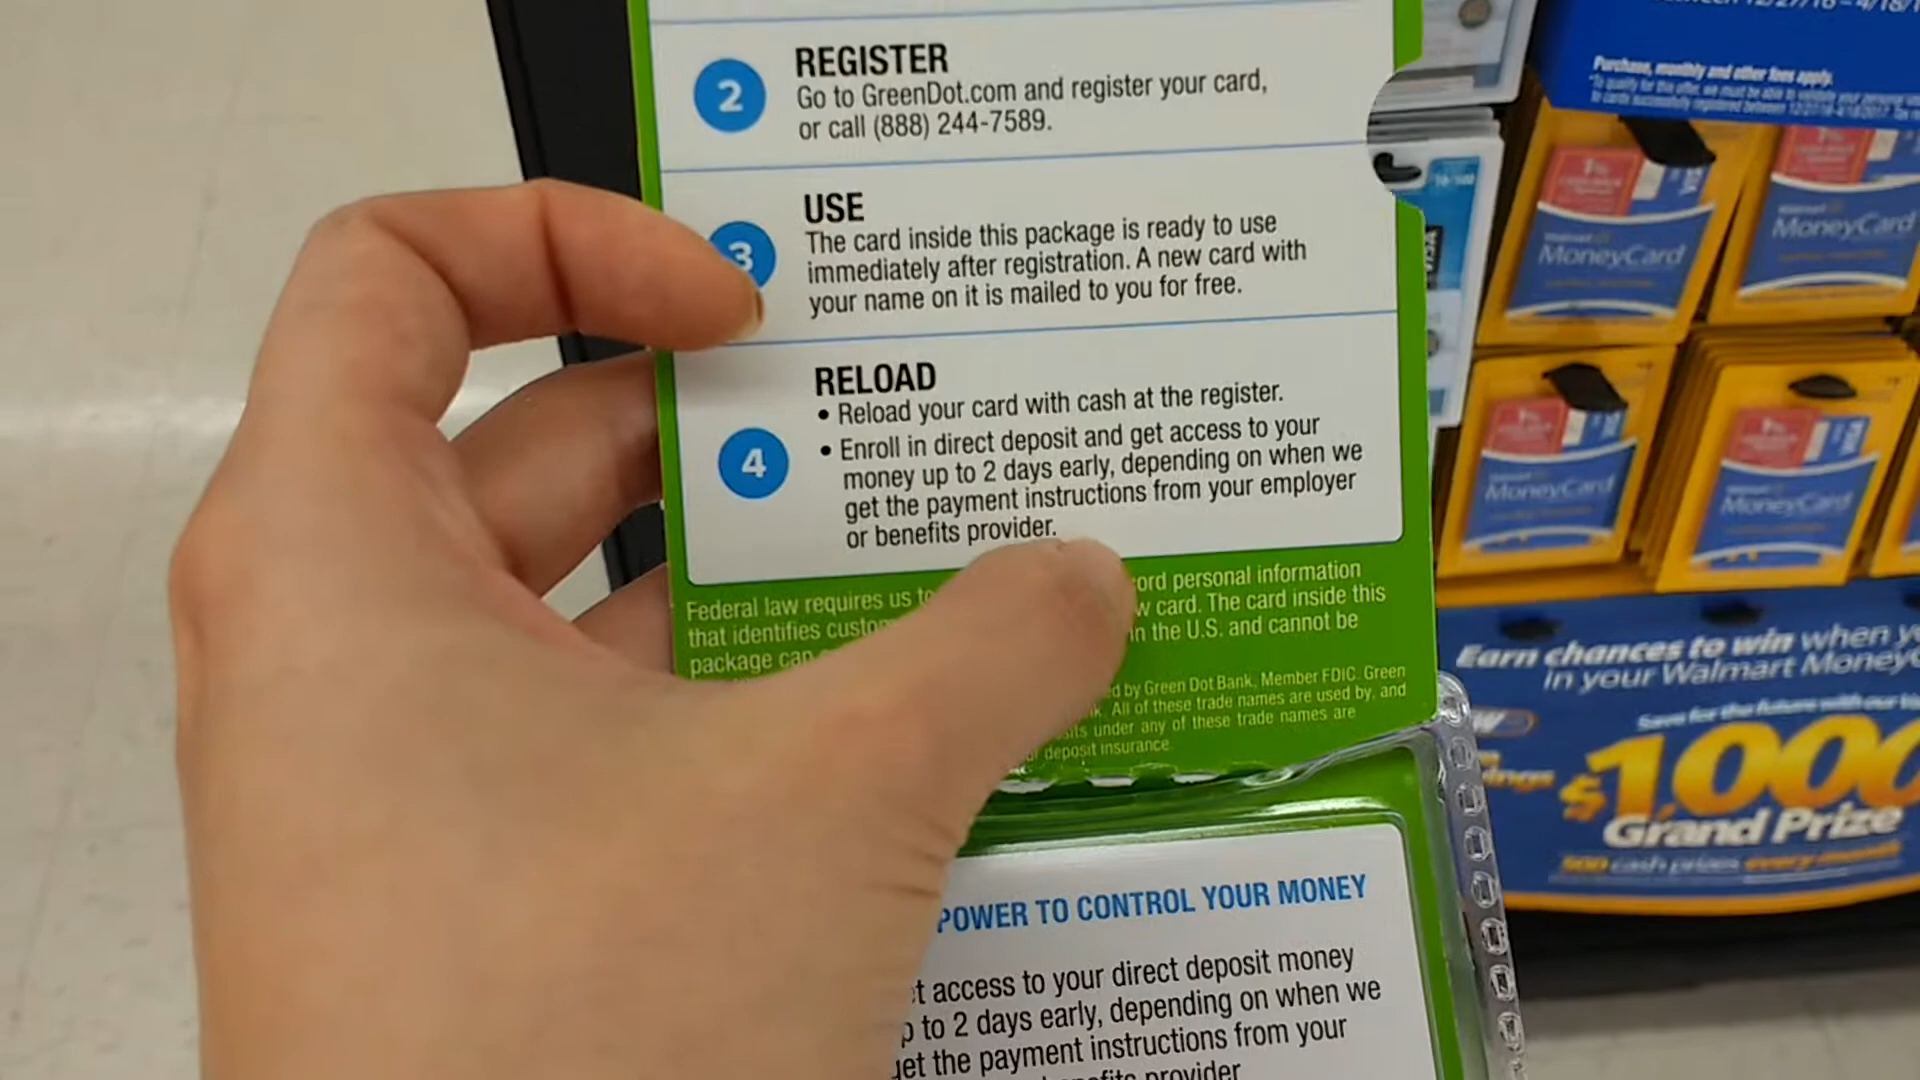 2
REGISTER
Go to GreenDot.com and register your card,
or call (888) 244-7589.
3
USE
The card inside this package is ready to use
immediately after registration. A new card with
your name on it is mailed to you for free.
4
RELOAD
• Reload your card with cash at the register.
• Enroll in direct deposit and get access to your
money up to 2 days early, depending on when we
get the payment instructions from your employer
or benefits provider.
Federal law requires us to
personal information
that identifies
card. The card inside this
package
in the U.S. and cannot be
by Green Dot Bank, Member FDIC. Green
All of these trade names are used by, and
under any of these trade names are
deposit insurance.
POWER TO CONTROL YOUR MONEY
access to your direct deposit money
to 2 days early, depending on when we
get the payment instructions from your
provider
Purchase, monthly and other fees apply.
MoneyCard
MoneyCard
MoneyCard
MoneyCard
Earn chances to win when
in your Walmart
$1,000
Grand Prize
500 cash prizes every month